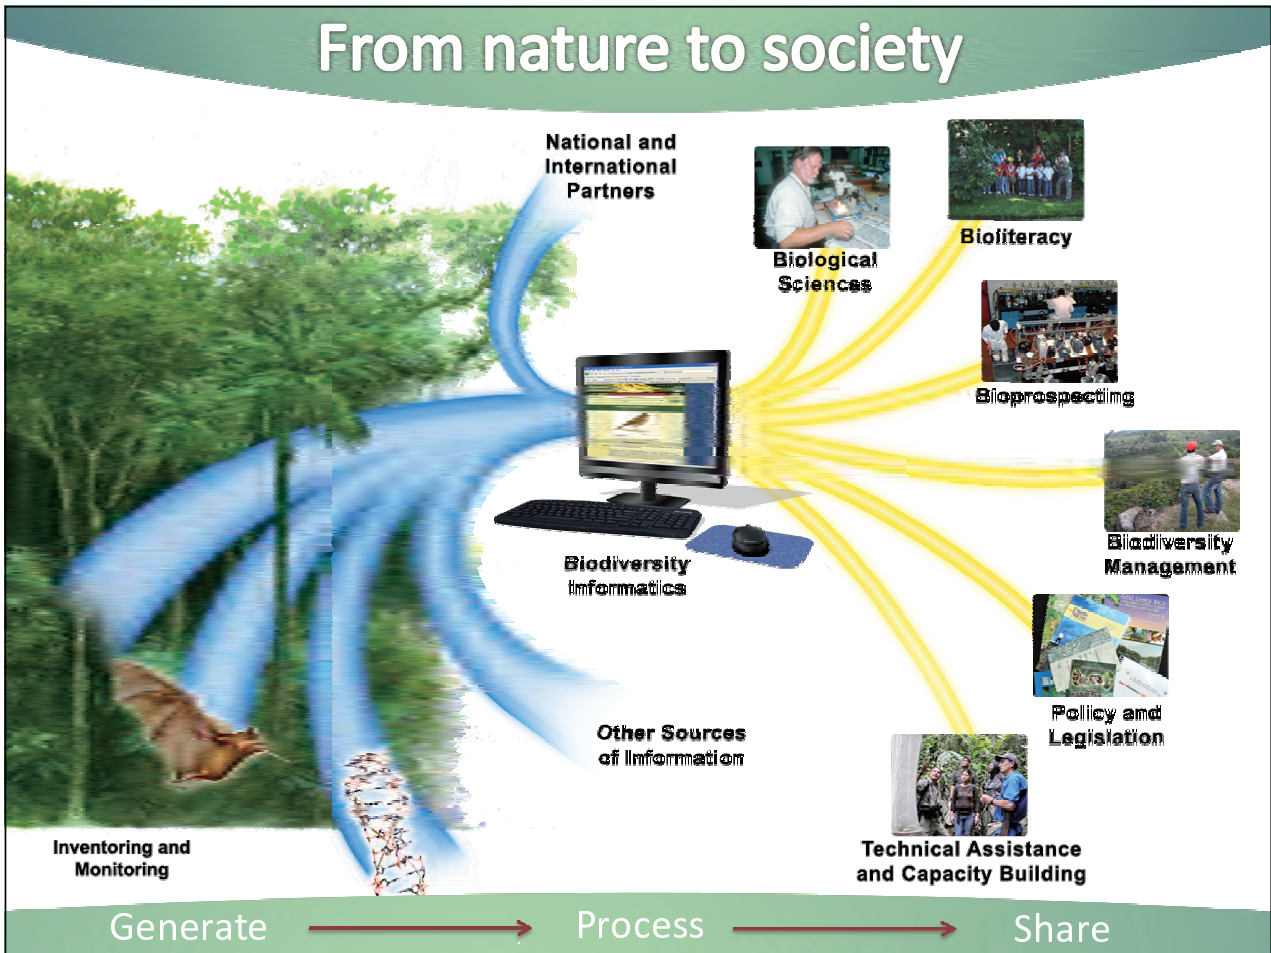 From nature to society
National and
International
Partners
Biological
Sciences
Bioliteracy
Bioprospecting
Biodiversity
Management
Biodiversity
Informatics
Policy and
Legislation
Other Sources
of Information
Technical Assistance
and Capacity Building
Inventoring and
Monitoring
Generate
Process
Share